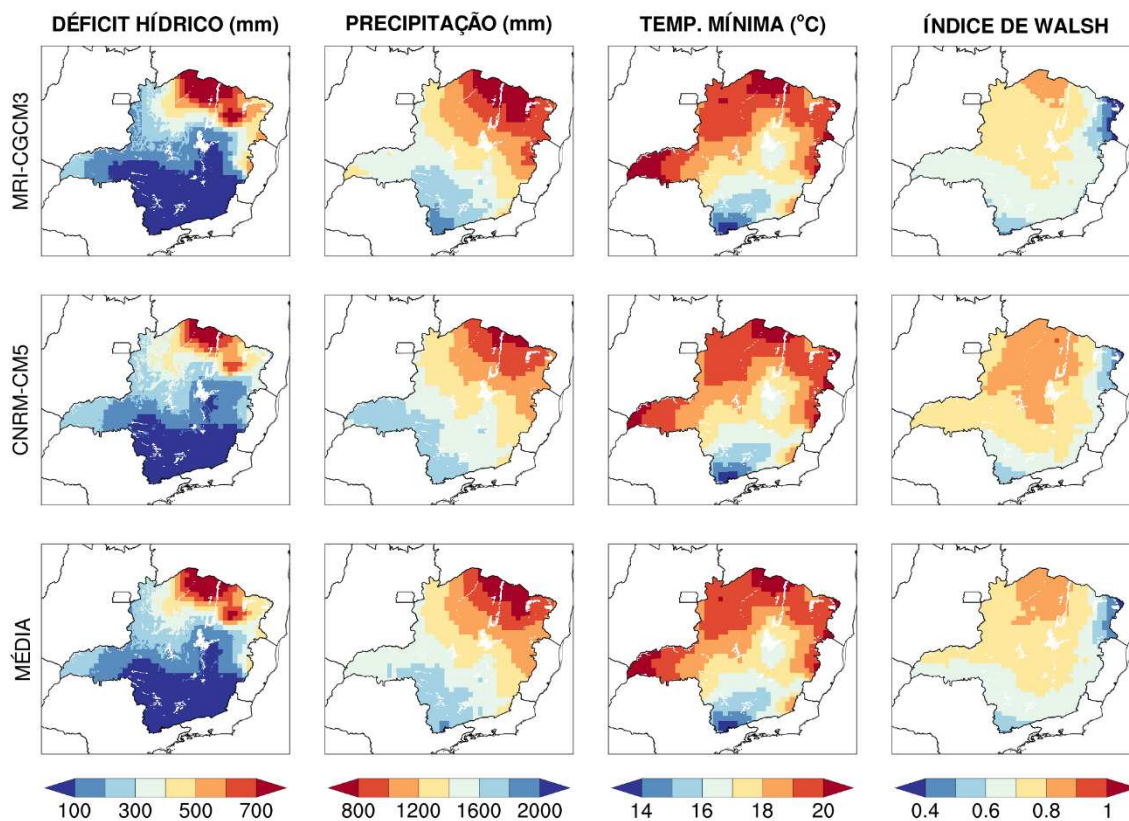 DÉFICIT HÍDRICO (mm) PRECIPITAÇÃO (mm) TEMP. MÍNIMA (°C) ÍNDICE DE WALSH
MRI-CGCM3
CNRM-CM5
MÉDIA
100 300 500 700 800 1200 1600 2000 14 16 18 20 0.4 0.6 0.8 1